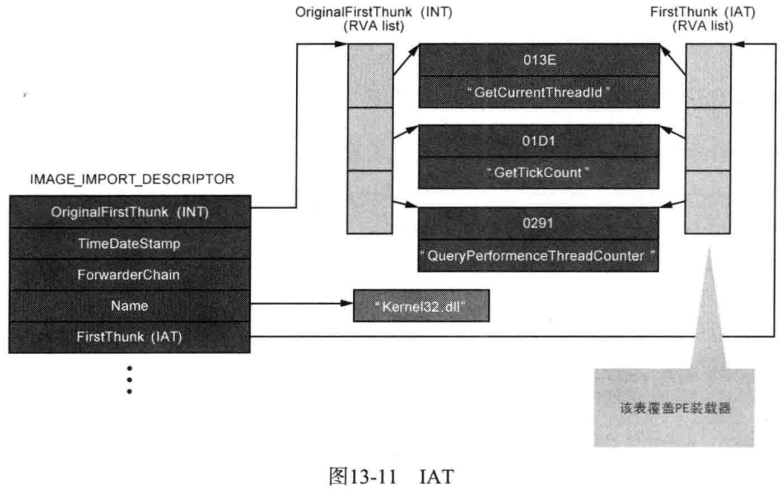 OriginalFirstThunk (INT)
(RVA list)
FirstThunk (IAT)
(RVA list)
013E
"GetCurrentThreadId"
01D1
"GetTickCount"
0291
"QueryPerformenceThreadCounter"
IMAGE_IMPORT_DESCRIPTOR
OriginalFirstThunk (INT)
TimeDateStamp
ForwarderChain
Name
FirstThunk (IAT)
"Kernel32.dll"
该表覆盖PE装载器
图13-11 IAT